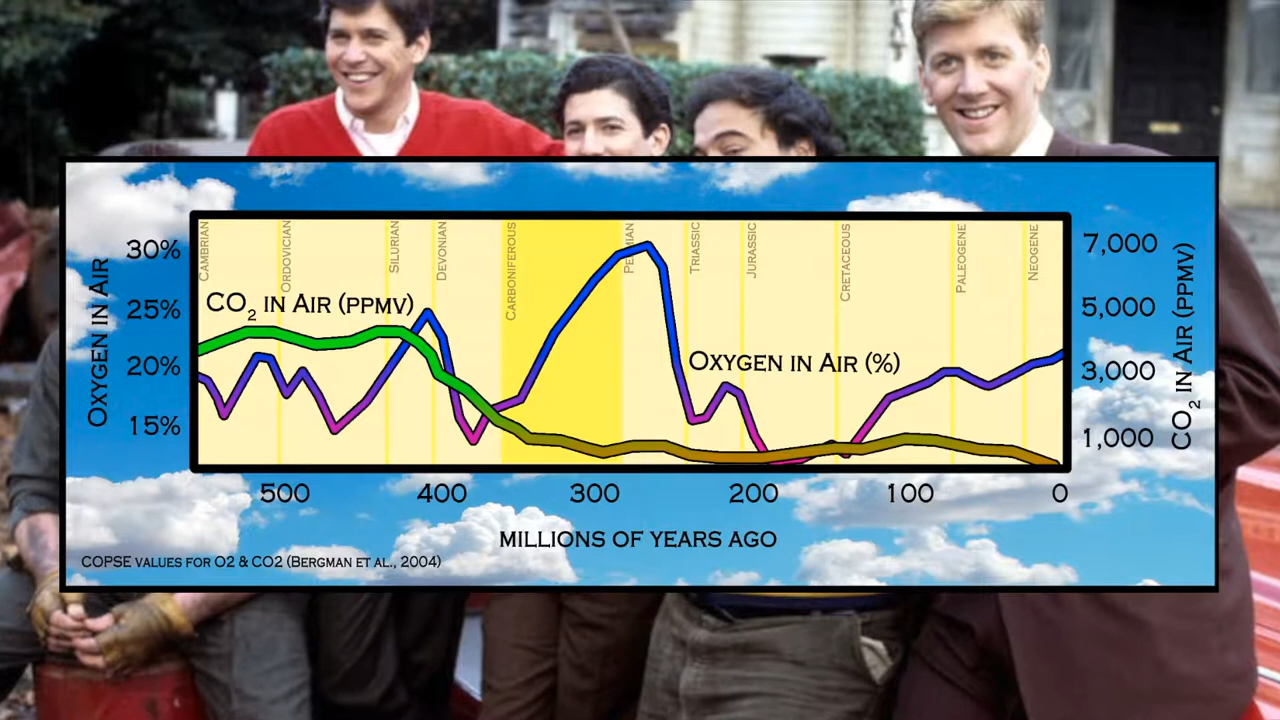 CAMBRIAN
ORDOVICIAN
SILURIAN
DEVONIAN
CARBONIFEROUS
PERMIAN
TRIASSIC
JURASSIC
CRETACEOUS
PALEOGENE
NEOGENE
30%
25%
20%
15%
OXYGEN IN AIR
CO2 IN AIR (PPMV)
OXYGEN IN AIR (%)
7,000
5,000
3,000
1,000
CO2 IN AIR (PPMV)
500 400 300 200 100 0
MILLIONS OF YEARS AGO
COPSE VALUES FOR O2 & CO2 (BERGMAN ET AL., 2004)